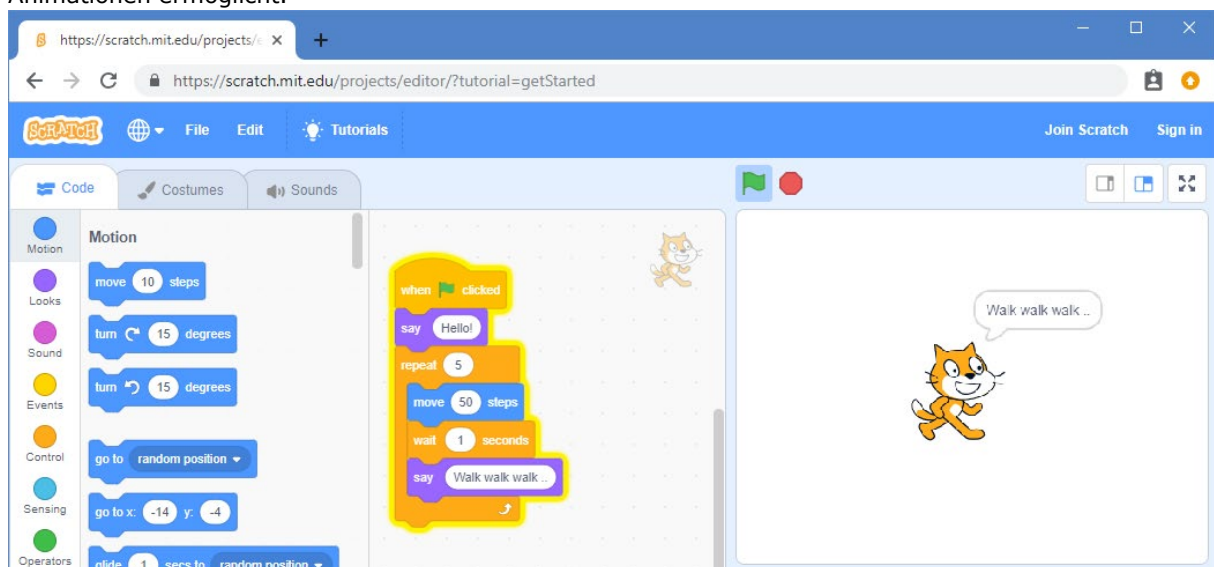 Animationen ermöglicht.
https://scratch.mit.edu/projects/e
https://scratch.mit.edu/projects/editor/?tutorial=getStarted
SCRATCH File Edit Tutorials Join Scratch Sign in
Code Costumes Sounds
Motion
Looks
Sound
Events
Control
Sensing
Operators
Motion
move 10 steps
turn 15 degrees
turn 15 degrees
go to random position
go to x: -14 y: -4
glide 1 secs to random position
when clicked
say Hello!
repeat 5
move 50 steps
wait 1 seconds
say Walk walk walk ..
Walk walk walk ..